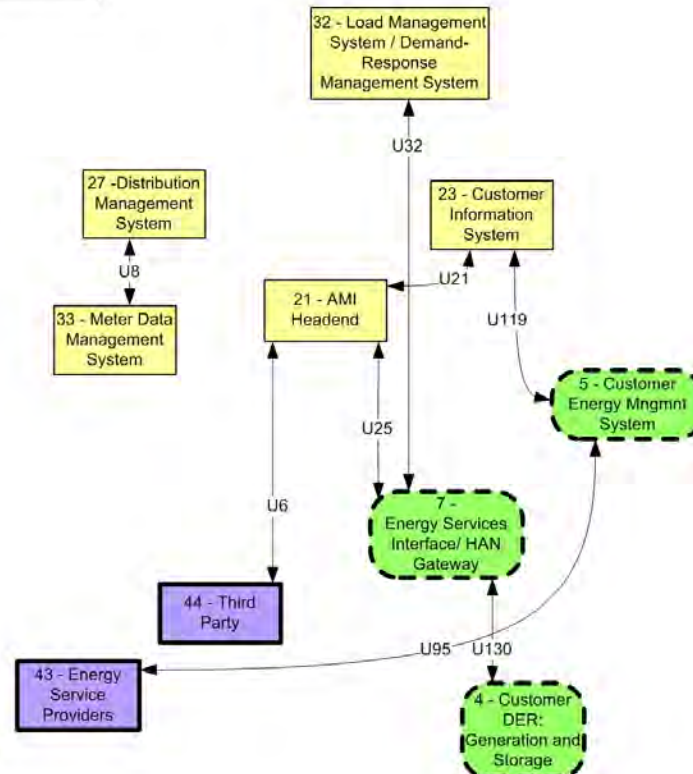 32 - Load Management
System / Demand-
Response
Management System
U32
27 -Distribution
Management
System
23 - Customer
Information
System
U8
U21
21 - AMI
Headend
33 - Meter Data
Management
System
U119
5 - Customer
Energy Mngmnt
System
U25
U6
7 -
Energy Services
Interface/ HAN
Gateway
44 - Third
Party
U95
U130
43 - Energy
Service
Providers
4 - Customer
DER:
Generation and
Storage